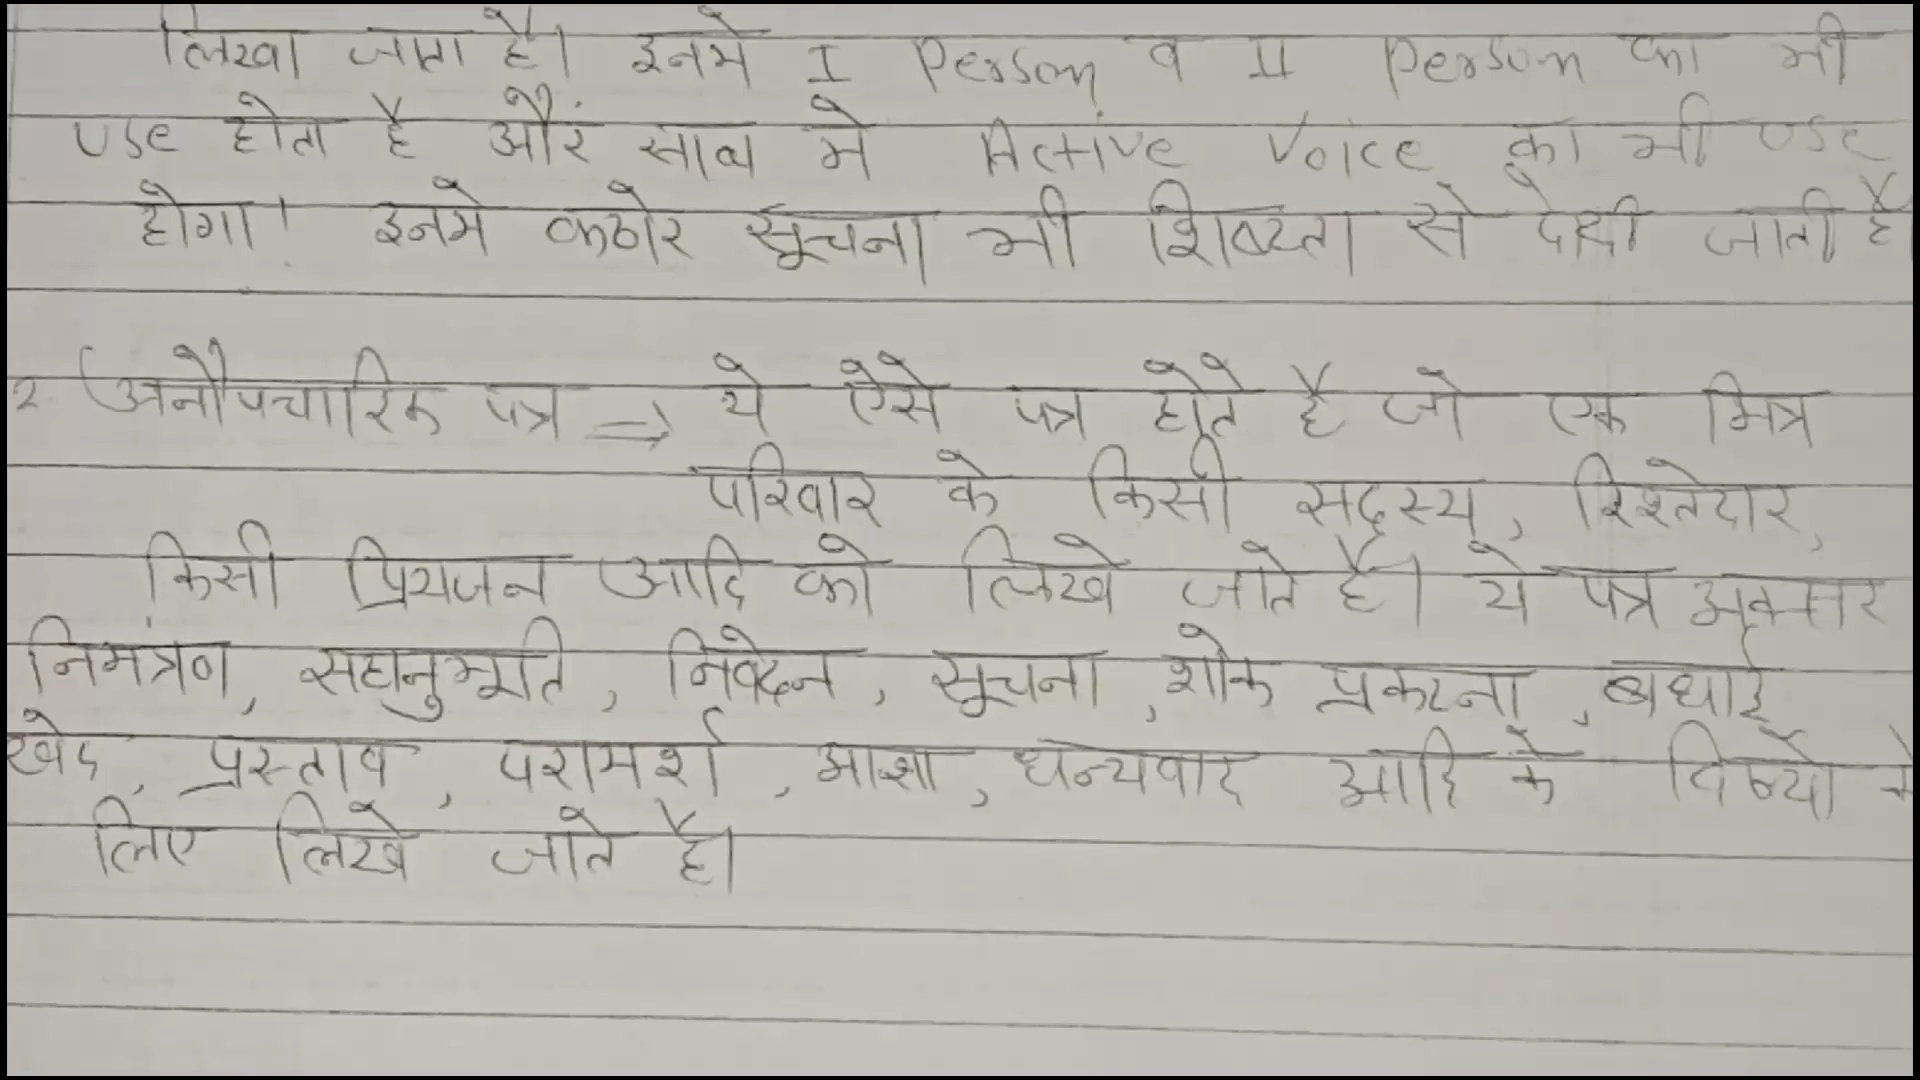 लिखा जाता है। इनमे I Person व II Person का भी
use होता है और साथ मे Active Voice का भी use
होगा। इनमे कठोर सूचना भी शिष्टता से देदी जाती है।
2 अनौपचारिक पत्र ⇒ ये ऐसे पत्र होते है जो एक मित्र
परिवार के किसी सदस्य, रिश्तेदार,
किसी प्रियजन आदि को लिखे जाते है। ये पत्र अक्सर
निमंत्रण, सहानुभूति, निवेदन, सूचना, शोक प्रकटना, बधाई
खेद, प्रस्ताव, परामर्श, आज्ञा, धन्यवाद आदि के विषयो के
लिए लिखे जाते है।